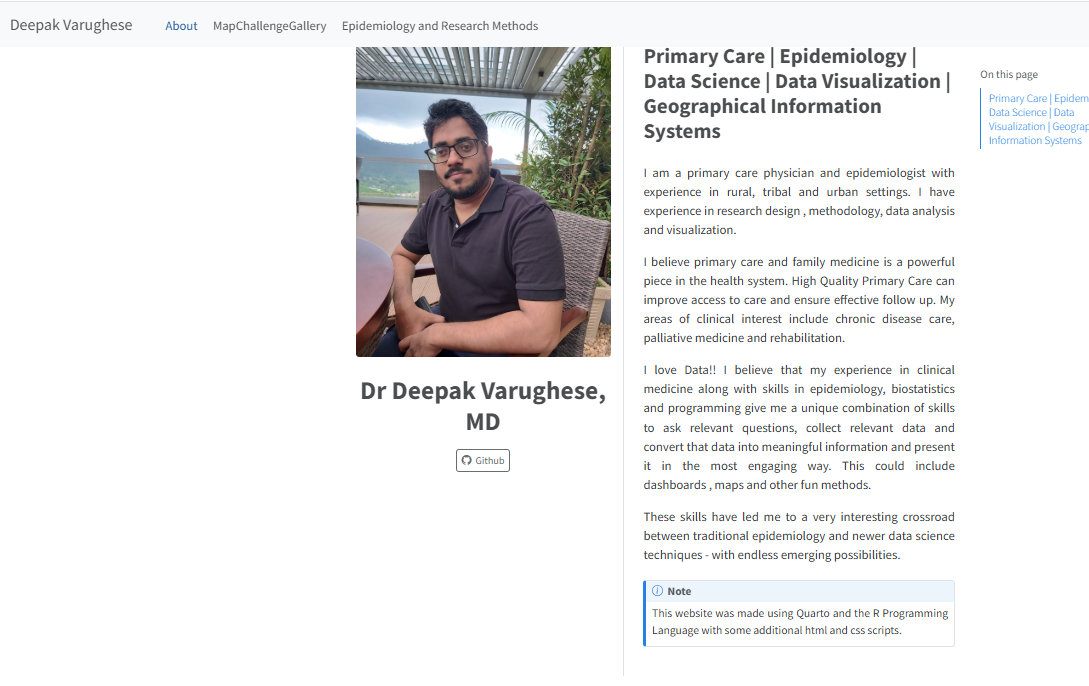 Deepak Varughese
About
MapChallengeGallery
Epidemiology and Research Methods
Dr Deepak Varughese,
MD
Github
Primary Care | Epidemiology |
Data Science | Data Visualization |
Geographical Information
Systems
I am a primary care physician and epidemiologist with
experience in rural, tribal and urban settings. I have
experience in research design , methodology, data analysis
and visualization.
I believe primary care and family medicine is a powerful
piece in the health system. High Quality Primary Care can
improve access to care and ensure effective follow up. My
areas of clinical interest include chronic disease care,
palliative medicine and rehabilitation.
I love Data!! I believe that my experience in clinical
medicine along with skills in epidemiology, biostatistics
and programming give me a unique combination of skills
to ask relevant questions, collect relevant data and
convert that data into meaningful information and present
it in the most engaging way. This could include
dashboards , maps and other fun methods.
These skills have led me to a very interesting crossroad
between traditional epidemiology and newer data science
techniques - with endless emerging possibilities.
Note
This website was made using Quarto and the R Programming
Language with some additional html and css scripts.
On this page
Primary Care | Epidem
Data Science | Data
Visualization | Geograp
Information Systems